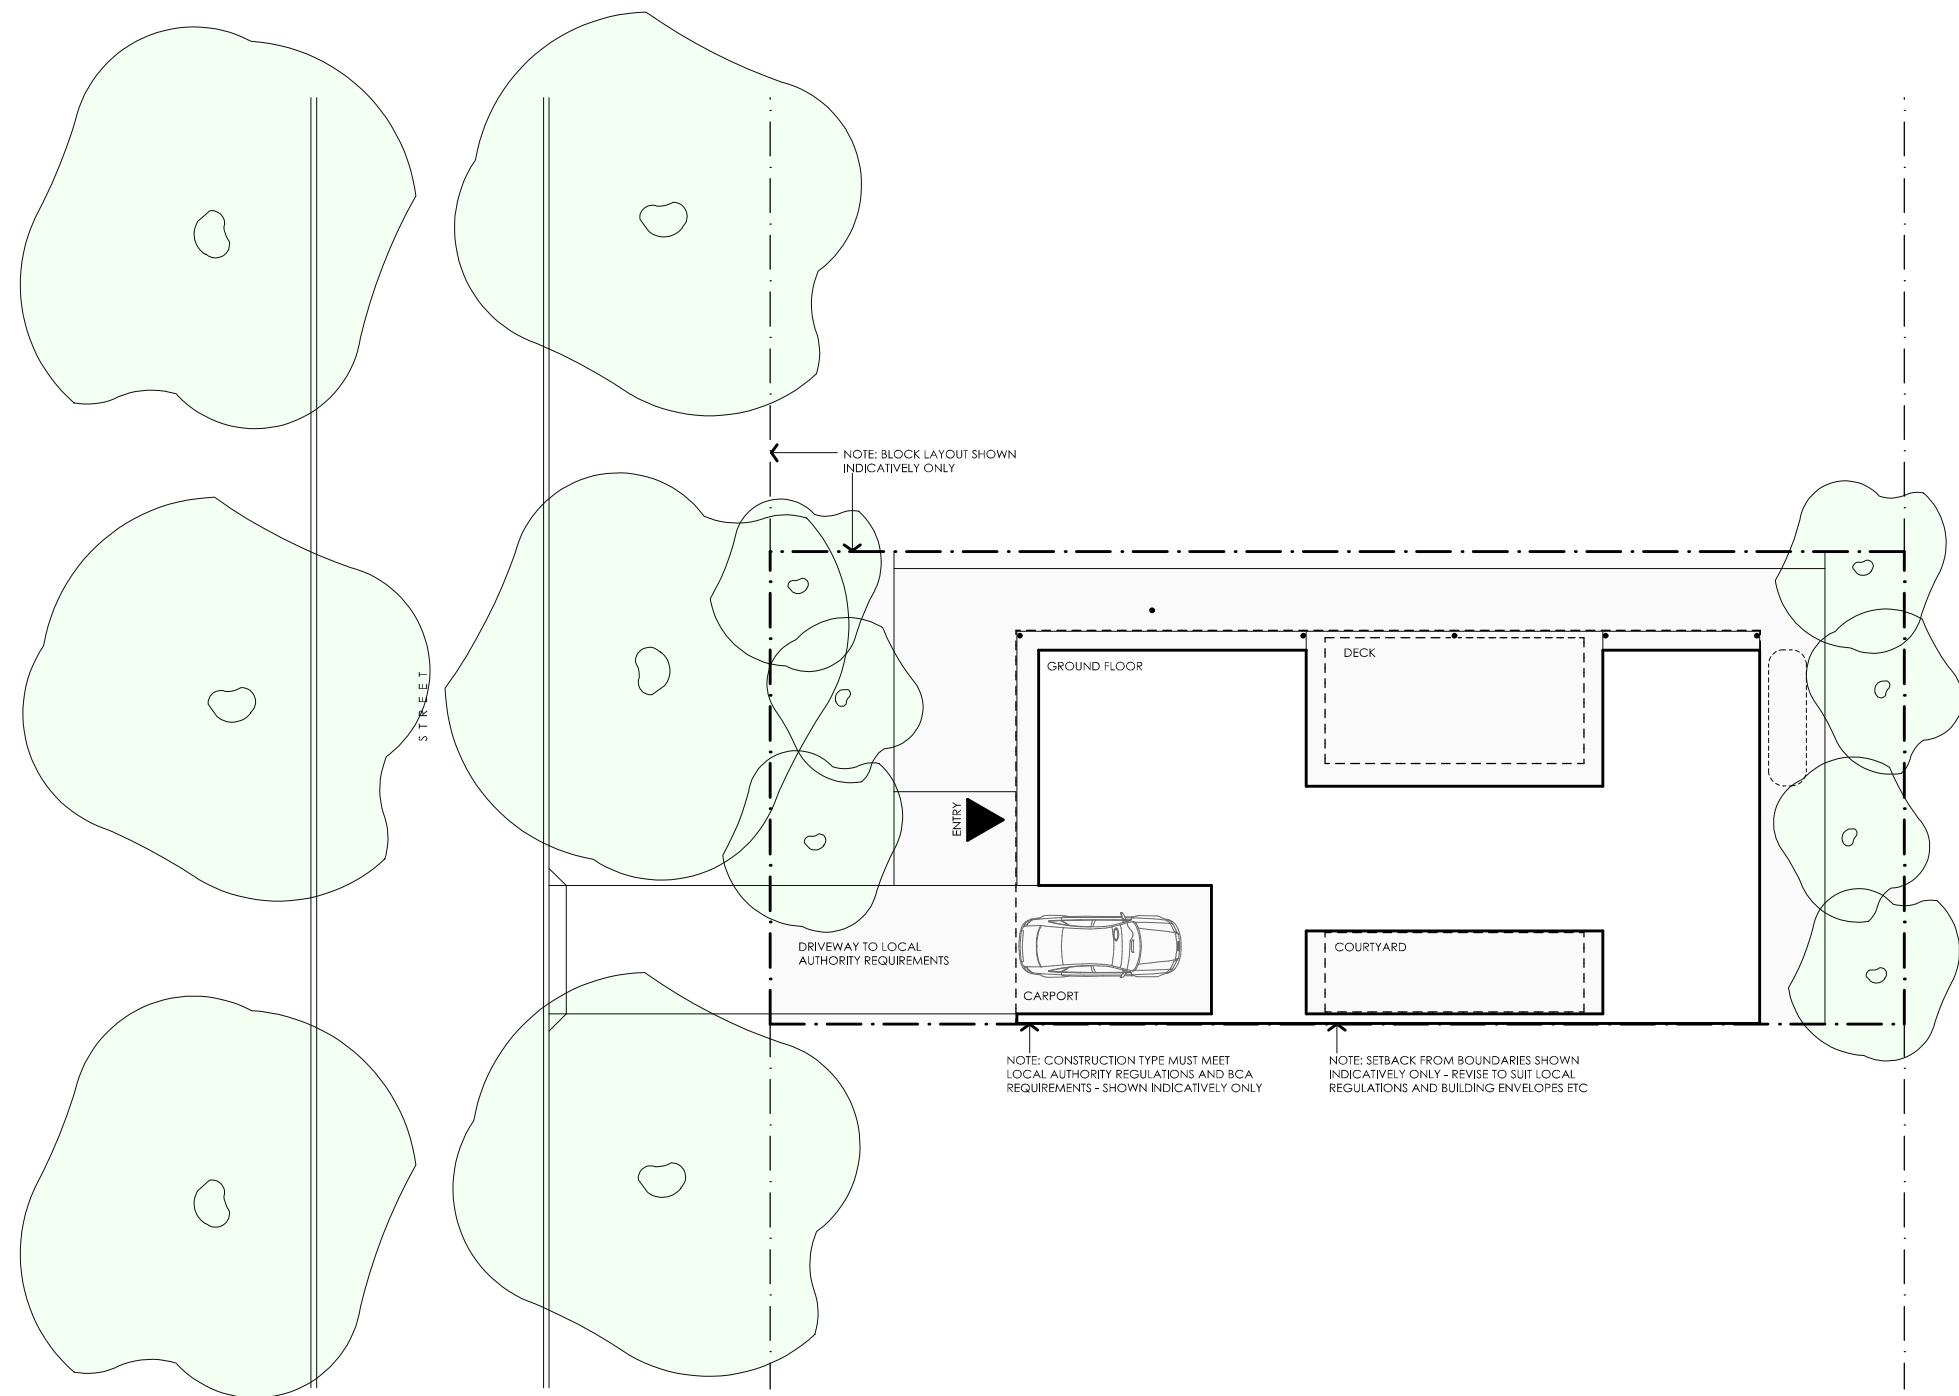 NOTE: BLOCK LAYOUT SHOWN
INDICATIVELY ONLY
STREET
GROUND FLOOR
DECK
ENTRY
DRIVEWAY TO LOCAL
AUTHORITY REQUIREMENTS
CARPORT
COURTYARD
NOTE: CONSTRUCTION TYPE MUST MEET
LOCAL AUTHORITY REGULATIONS AND BCA
REQUIREMENTS - SHOWN INDICATIVELY ONLY
NOTE: SETBACK FROM BOUNDARIES SHOWN
INDICATIVELY ONLY - REVISE TO SUIT LOCAL
REGULATIONS AND BUILDING ENVELOPES ETC